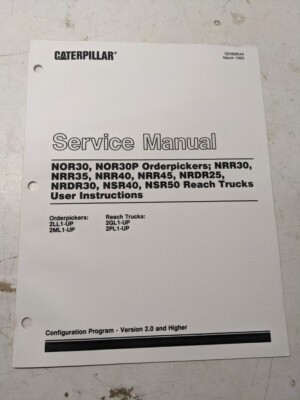 CATERPILLAR®
March 1993
Service Manual
NOR30, NOR30P Orderpickers; NRR30,
NRR35, NRR40, NRR45, NRDR25,
NRDR30, NSR40, NSR50 Reach Trucks
User Instructions
Orderpickers: Reach Trucks:
2LL1-UP 2GL1-UP
2ML1-UP 2PL1-UP
Configuration Program - Version 2.0 and Higher